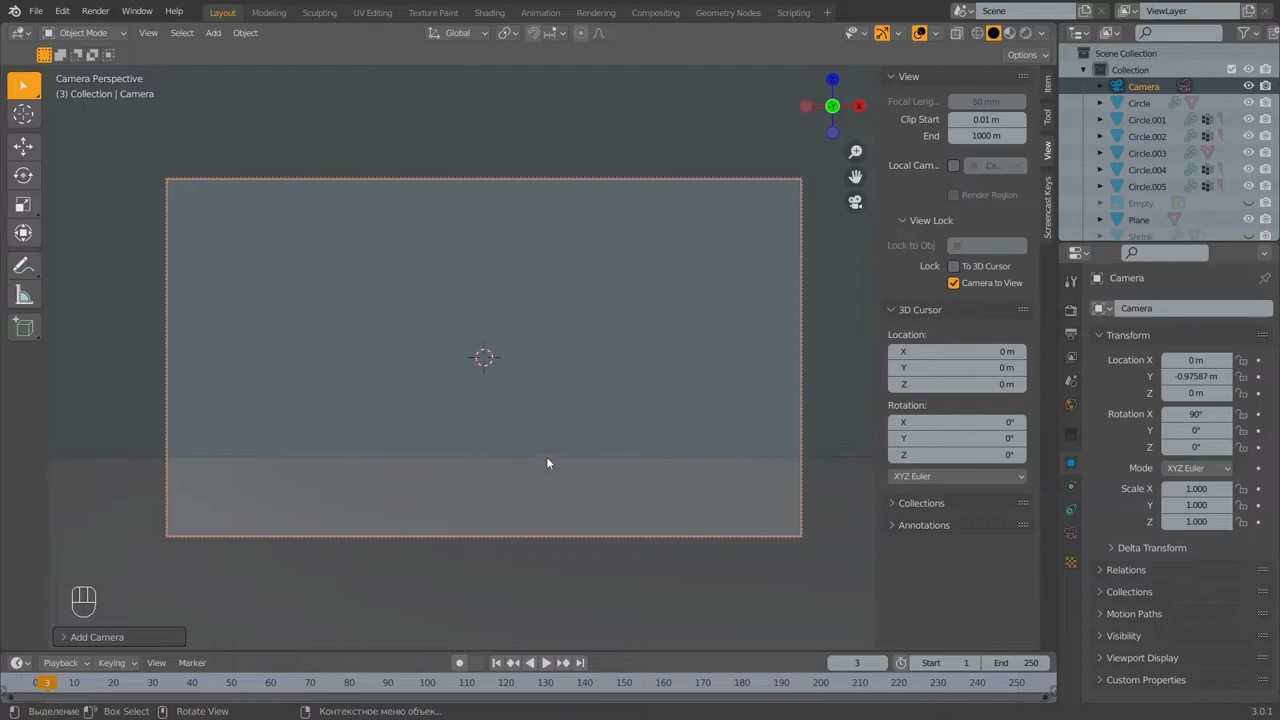 File Edit Render Window Help Layout Modeling Sculpting UV Editing Texture Paint Shading Animation Rendering Compositing Geometry Nodes Scripting + Scene ViewLayer
Object Mode View Select Add Object Global
Options
Camera Perspective
(3) Collection | Camera
Z
X
-Y
View
Focal Leng... 50 mm
Clip Start 0.01 m
End 1000 m
Local Cam... Ca...
Render Region
View Lock
Lock to Obj
Lock To 3D Cursor
Camera to View
3D Cursor
Location:
X 0 m
Y 0 m
Z 0 m
Rotation:
X 0°
Y 0°
Z 0°
XYZ Euler
Collections
Annotations
Item
Tool
View
Screencast Keys
Scene Collection
Collection
Camera
Circle
Circle.001
Circle.002
Circle.003
Circle.004
Circle.005
Empty
Plane
Shrink
Camera
Camera
Transform
Location X 0 m
Y -0.97587 m
Z 0 m
Rotation X 90°
Y 0°
Z 0°
Mode XYZ Euler
Scale X 1.000
Y 1.000
Z 1.000
Delta Transform
Relations
Collections
Motion Paths
Visibility
Viewport Display
Custom Properties
Add Camera
Playback Keying View Marker 3 Start 1 End 250
0 3 10 20 30 40 50 60 70 80 90 100 110 120 130 140 150 160 170 180 190 200 210 220 230 240 250
Выделение Box Select Rotate View Контекстное меню объек... 3.0.1